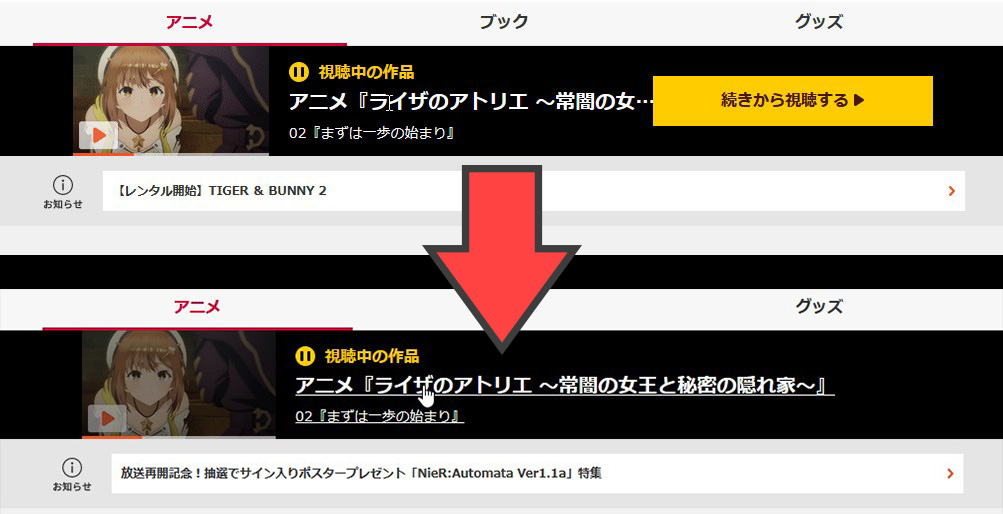 アニメ ブック グッズ
視聴中の作品
アニメ『ライザのアトリエ ～常闇の女…
続きから視聴する
02『まずは一歩の始まり』
お知らせ
【レンタル開始】TIGER & BUNNY 2
アニメ グッズ
視聴中の作品
アニメ『ライザのアトリエ ～常闇の女王と秘密の隠れ家～』
02『まずは一歩の始まり』
お知らせ
放送再開記念！抽選でサイン入りポスタープレゼント「NieR:Automata Ver1.1a」特集